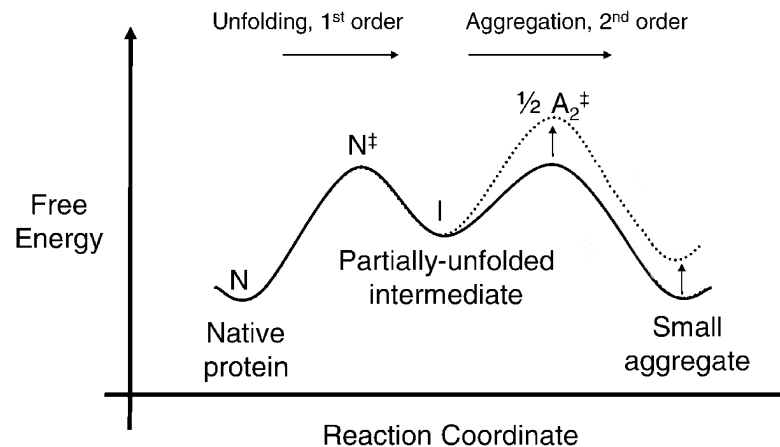 Unfolding, 1st order
Aggregation, 2nd order
½ A₂‡
N‡
I
Free
Energy
N
Partially-unfolded
intermediate
Native
protein
Small
aggregate
Reaction Coordinate